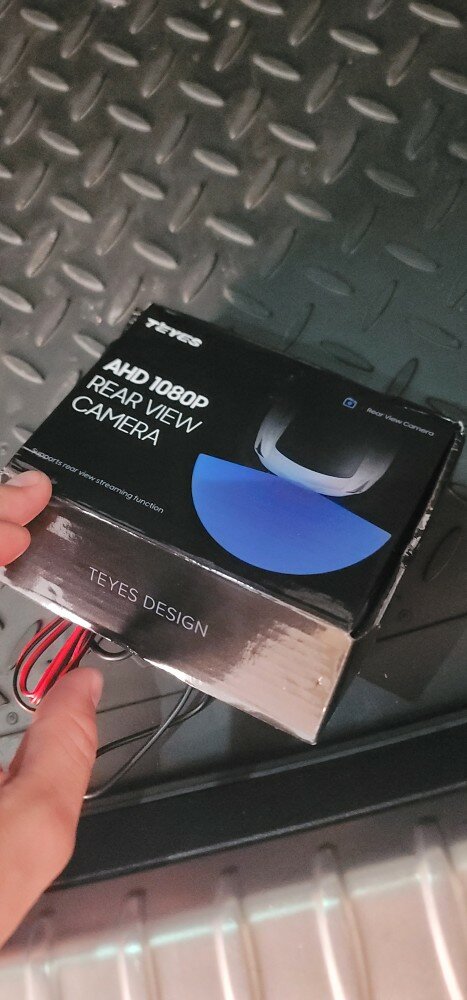 TEYES
AHD 1080P
REAR VIEW
CAMERA
Rear View Camera
Supports rear view streaming function
TEYES DESIGN